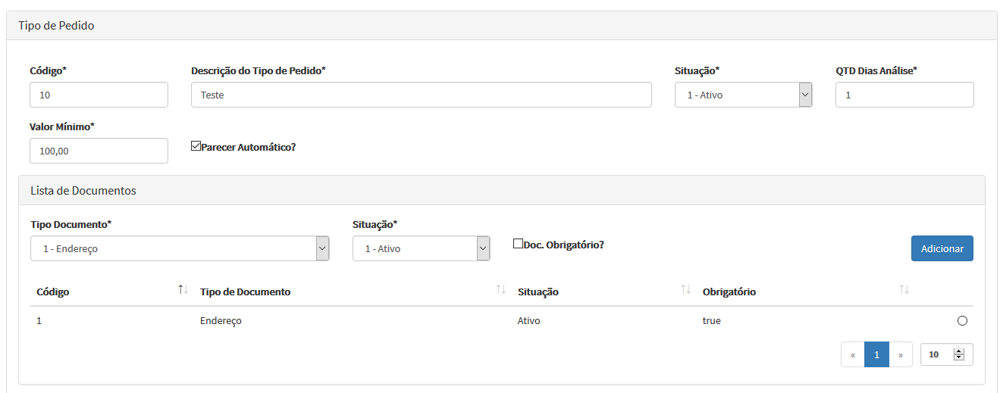 Tipo de Pedido
Código* Descrição do Tipo de Pedido* Situação* QTD Dias Análise*
10 Teste 1 - Ativo 1
Valor Mínimo*
100,00 Parecer Automático?
Lista de Documentos
Tipo Documento* Situação*
1 - Endereço 1 - Ativo Doc. Obrigatório? Adicionar
Código Tipo de Documento Situação Obrigatório
1 Endereço Ativo true
« 1 » 10